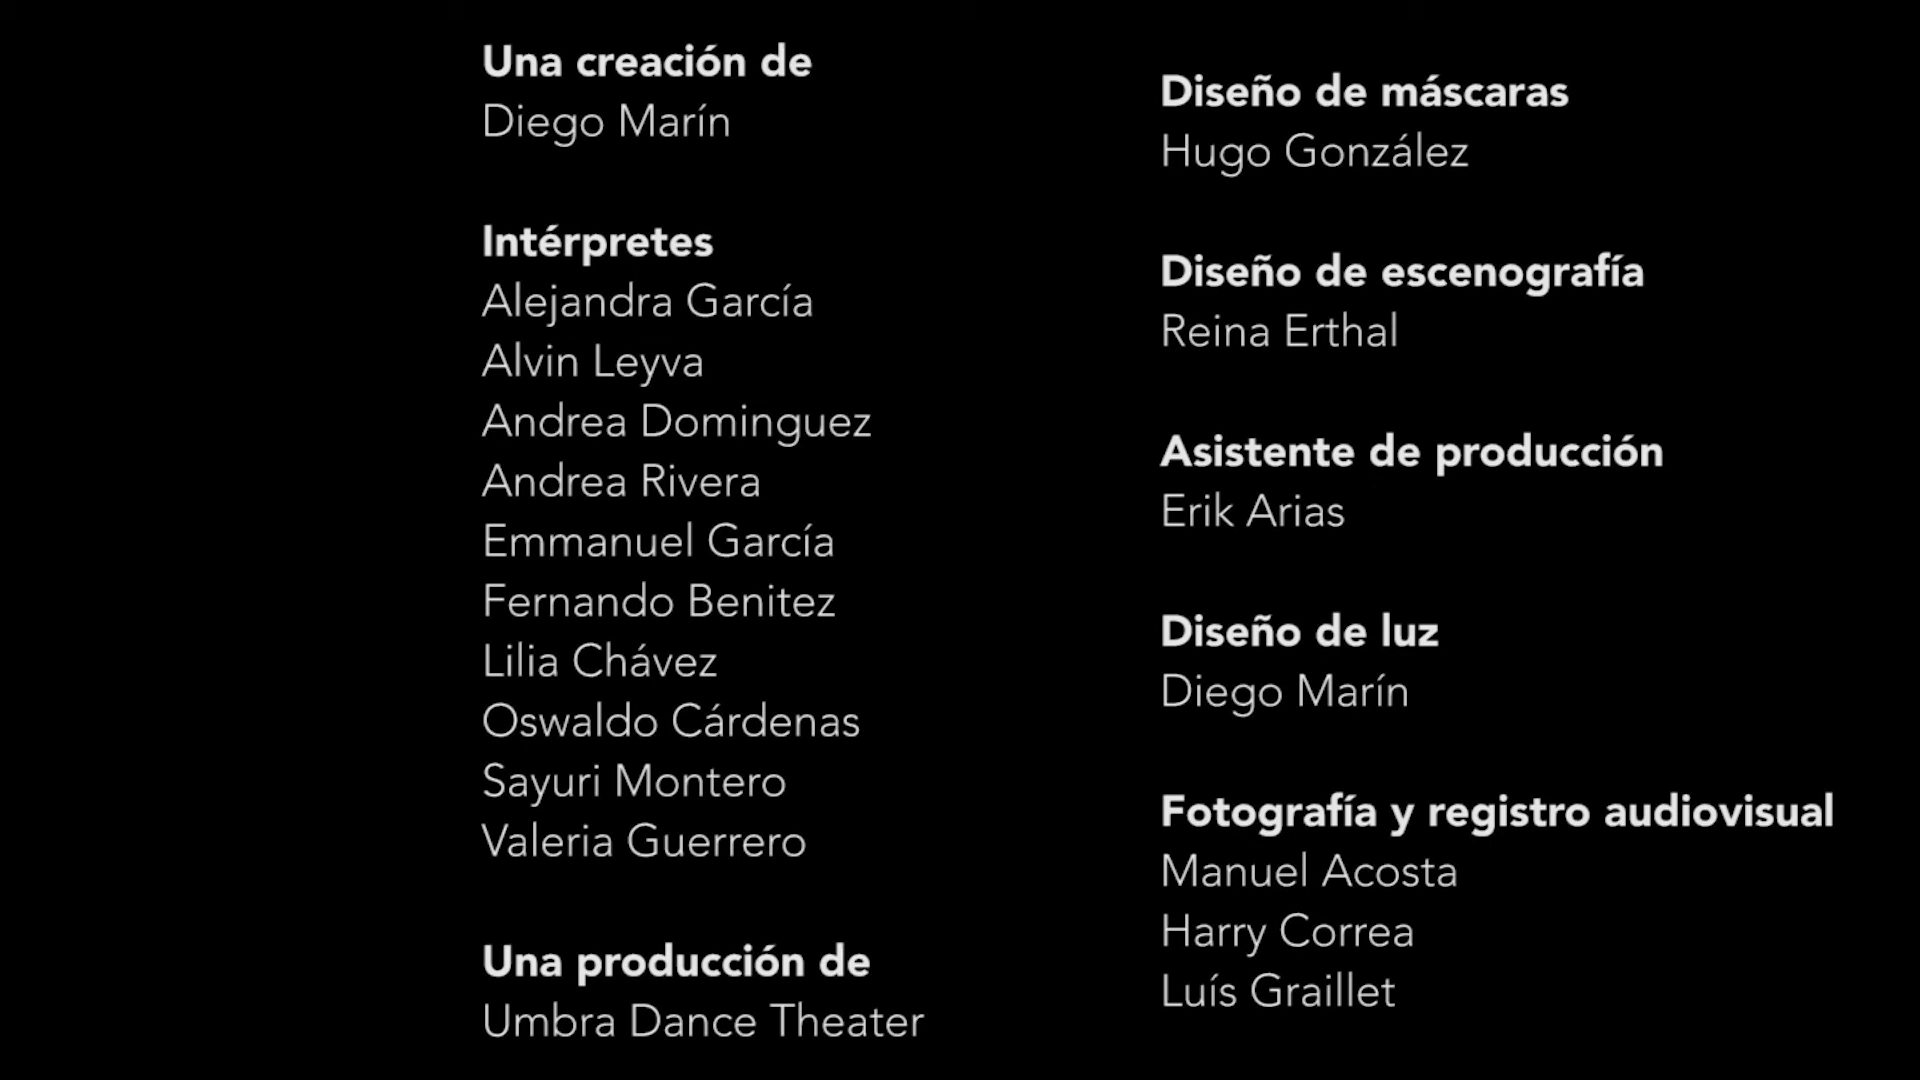 Una creación de
Diego Marín
Intérpretes
Alejandra García
Alvin Leyva
Andrea Dominguez
Andrea Rivera
Emmanuel García
Fernando Benitez
Lilia Chávez
Oswaldo Cárdenas
Sayuri Montero
Valeria Guerrero
Una producción de
Umbra Dance Theater
Diseño de máscaras
Hugo González
Diseño de escenografía
Reina Erthal
Asistente de producción
Erik Arias
Diseño de luz
Diego Marín
Fotografía y registro audiovisual
Manuel Acosta
Harry Correa
Luís Graillet